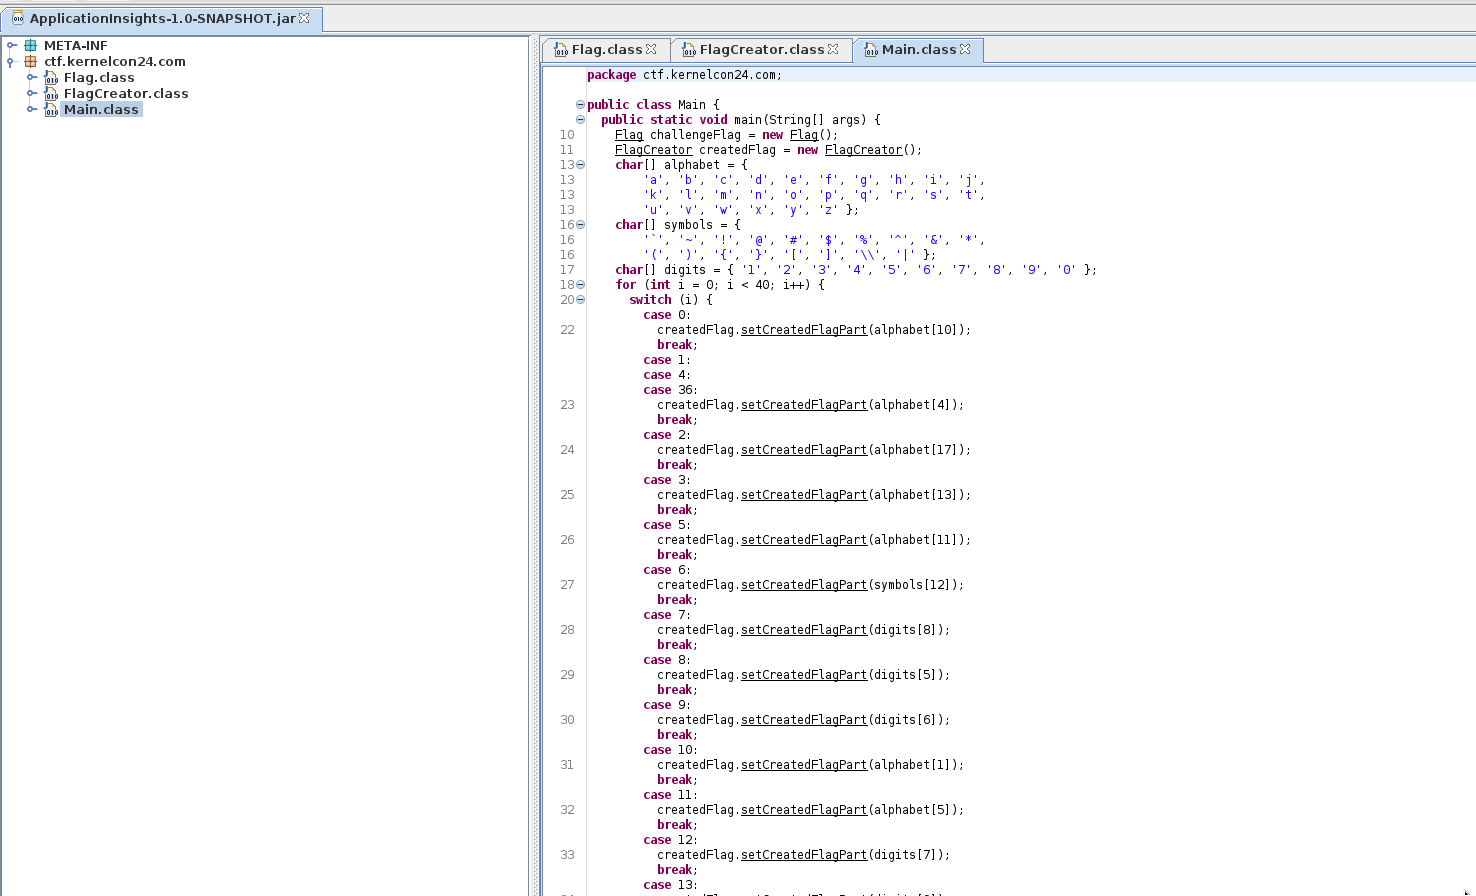 ApplicationInsights-1.0-SNAPSHOT.jar
META-INF
ctf.kernelcon24.com
Flag.class
FlagCreator.class
Main.class
Flag.class
FlagCreator.class
Main.class
package ctf.kernelcon24.com;
public class Main {
public static void main(String[] args) {
10 Flag challengeFlag = new Flag();
11 FlagCreator createdFlag = new FlagCreator();
13 char[] alphabet = {
13 'a', 'b', 'c', 'd', 'e', 'f', 'g', 'h', 'i', 'j',
13 'k', 'l', 'm', 'n', 'o', 'p', 'q', 'r', 's', 't',
13 'u', 'v', 'w', 'x', 'y', 'z' };
16 char[] symbols = {
16 '`', '~', '!', '@', '#', '$', '%', '^', '&', '*',
16 '(', ')', '{', '}', '[', ']', '\\', '|' };
17 char[] digits = { '1', '2', '3', '4', '5', '6', '7', '8', '9', '0' };
18 for (int i = 0; i < 40; i++) {
20 switch (i) {
case 0:
22 createdFlag.setCreatedFlagPart(alphabet[10]);
break;
case 1:
case 4:
case 36:
23 createdFlag.setCreatedFlagPart(alphabet[4]);
break;
case 2:
24 createdFlag.setCreatedFlagPart(alphabet[17]);
break;
case 3:
25 createdFlag.setCreatedFlagPart(alphabet[13]);
break;
case 5:
26 createdFlag.setCreatedFlagPart(alphabet[11]);
break;
case 6:
27 createdFlag.setCreatedFlagPart(symbols[12]);
break;
case 7:
28 createdFlag.setCreatedFlagPart(digits[8]);
break;
case 8:
29 createdFlag.setCreatedFlagPart(digits[5]);
break;
case 9:
30 createdFlag.setCreatedFlagPart(digits[6]);
break;
case 10:
31 createdFlag.setCreatedFlagPart(alphabet[1]);
break;
case 11:
32 createdFlag.setCreatedFlagPart(alphabet[5]);
break;
case 12:
33 createdFlag.setCreatedFlagPart(digits[7]);
break;
case 13: